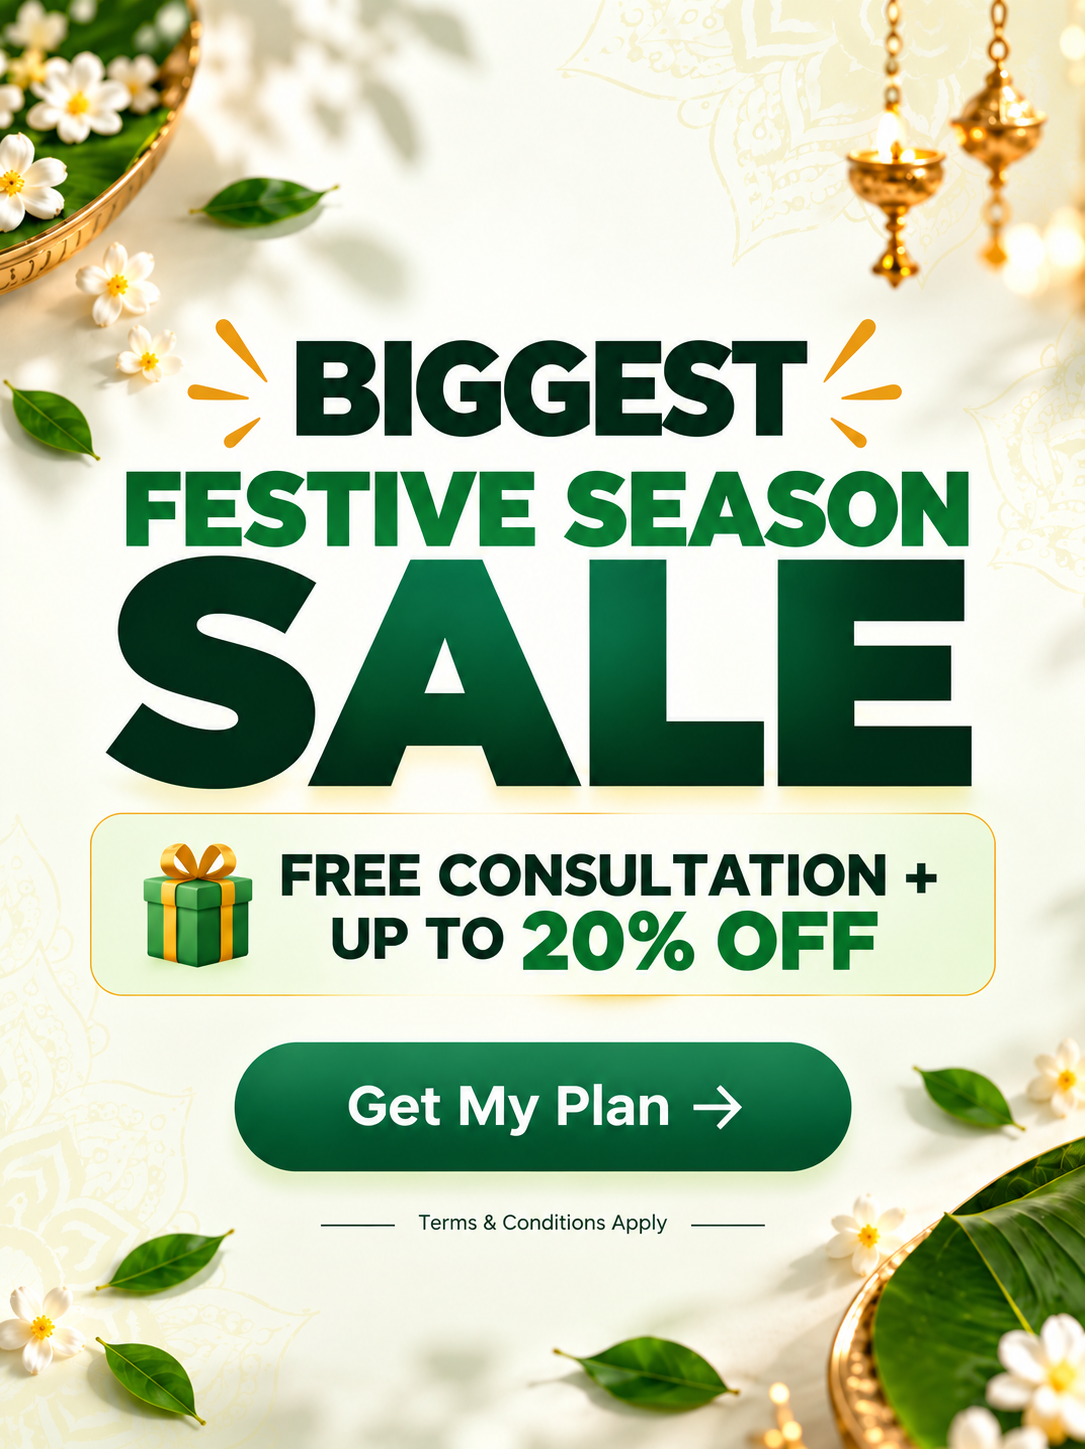 BIGGEST
FESTIVE SEASON
SALE
FREE CONSULTATION +
UP TO 20% OFF
Get My Plan →
Terms & Conditions Apply